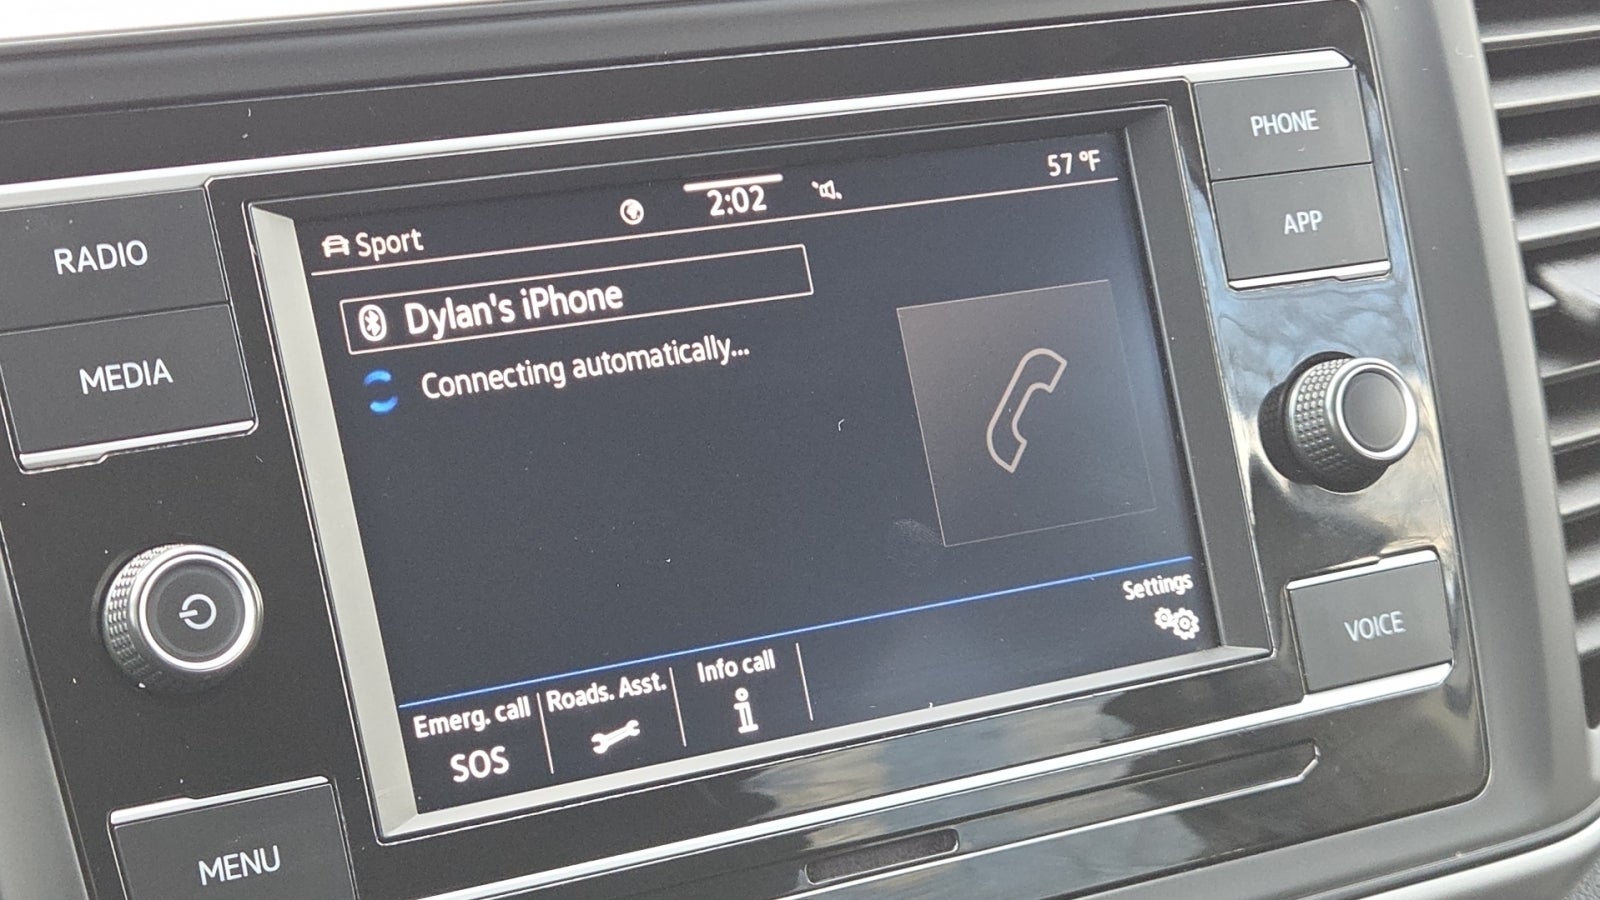 PHONE
APP
RADIO
MEDIA
Sport
2:02
57 °F
Dylan's iPhone
Connecting automatically...
Settings
Emerg. call
SOS
Roads. Asst.
Info call
VOICE
MENU